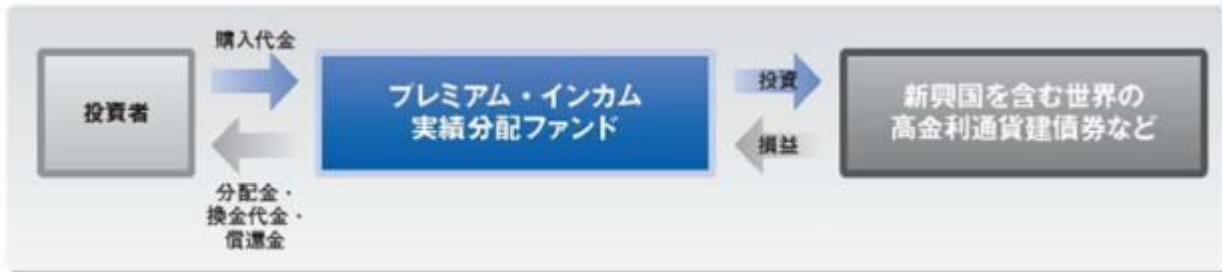 購入代金
投資者
プレミアム・インカム
実績分配ファンド
投資
損益
新興国を含む世界の
高金利通貨建債券など
分配金・
換金代金・
償還金